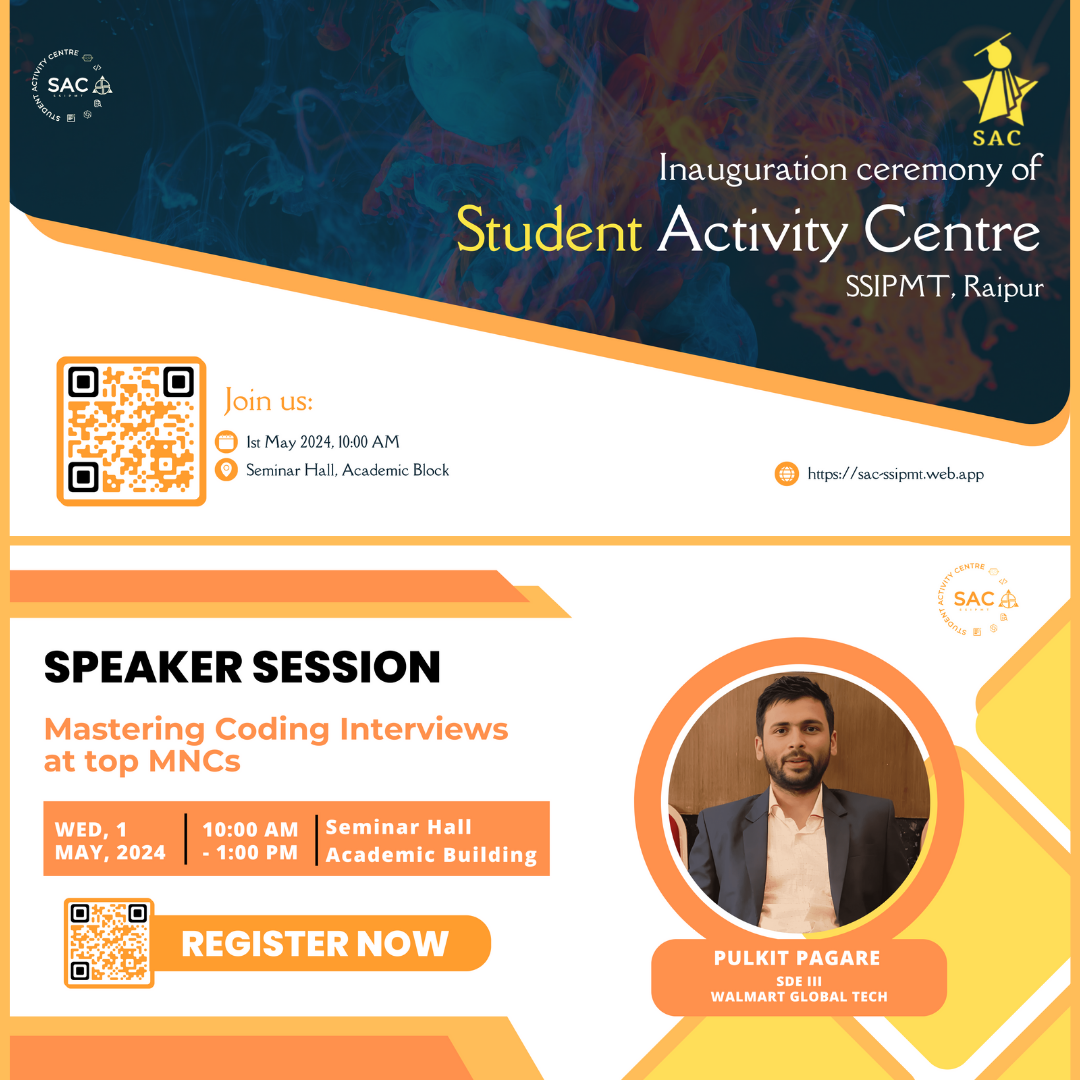 STUDENT ACTIVITY CENTRE
SAC
SSIPMT
SAC
Inauguration ceremony of
Student Activity Centre
SSIPMT, Raipur
Join us:
1st May 2024, 10:00 AM
Seminar Hall, Academic Block
https://sac-ssipmt.web.app
STUDENT ACTIVITY CENTRE
SAC
SSIPMT
SPEAKER SESSION
Mastering Coding Interviews
at top MNCs
WED, 1
MAY, 2024
10:00 AM
- 1:00 PM
Seminar Hall
Academic Building
REGISTER NOW
PULKIT PAGARE
SDE III
WALMART GLOBAL TECH